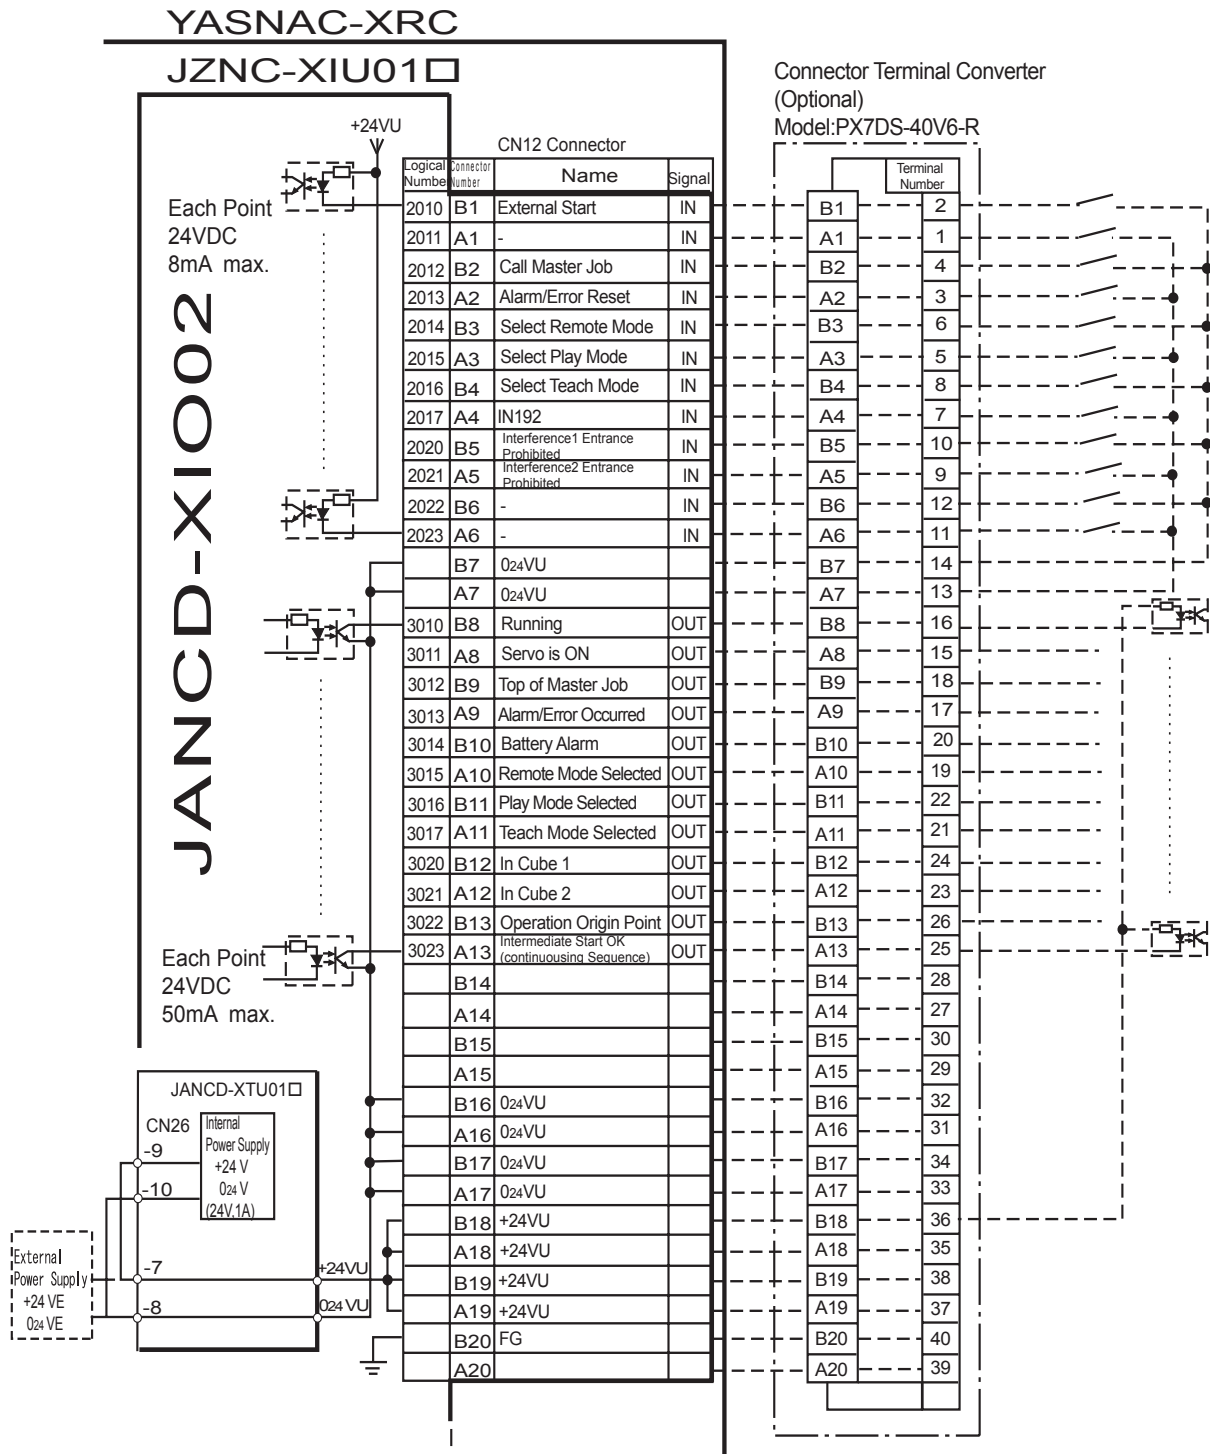 YASNAC-XRC
JZNC-XIU01□
JANCD-XIO02
+24VU
Each Point
24VDC
8mA max.
Each Point
24VDC
50mA max.
CN12 Connector
Logical Numbe Connector Number Name Signal
2010 B1 External Start IN
2011 A1 - IN
2012 B2 Call Master Job IN
2013 A2 Alarm/Error Reset IN
2014 B3 Select Remote Mode IN
2015 A3 Select Play Mode IN
2016 B4 Select Teach Mode IN
2017 A4 IN192 IN
2020 B5 Interference1 Entrance Prohibited IN
2021 A5 Interference2 Entrance Prohibited IN
2022 B6 - IN
2023 A6 - IN
B7 024VU
A7 024VU
3010 B8 Running OUT
3011 A8 Servo is ON OUT
3012 B9 Top of Master Job OUT
3013 A9 Alarm/Error Occurred OUT
3014 B10 Battery Alarm OUT
3015 A10 Remote Mode Selected OUT
3016 B11 Play Mode Selected OUT
3017 A11 Teach Mode Selected OUT
3020 B12 In Cube 1 OUT
3021 A12 In Cube 2 OUT
3022 B13 Operation Origin Point OUT
3023 A13 Intermediate Start OK (continuousing Sequence) OUT
B14
A14
B15
A15
B16 024VU
A16 024VU
B17 024VU
A17 024VU
B18 +24VU
A18 +24VU
B19 +24VU
A19 +24VU
B20 FG
A20
Connector Terminal Converter
(Optional)
Model:PX7DS-40V6-R
Terminal
Number
B1 2
A1 1
B2 4
A2 3
B3 6
A3 5
B4 8
A4 7
B5 10
A5 9
B6 12
A6 11
B7 14
A7 13
B8 16
A8 15
B9 18
A9 17
B10 20
A10 19
B11 22
A11 21
B12 24
A12 23
B13 26
A13 25
B14 28
A14 27
B15 30
A15 29
B16 32
A16 31
B17 34
A17 33
B18 36
A18 35
B19 38
A19 37
B20 40
A20 39
JANCD-XTU01□
CN26
-9
-10
-7
-8
Internal
Power Supply
+24 V
024 V
(24V,1A)
+24VU
024 VU
External
Power Supply
+24 VE
024 VE